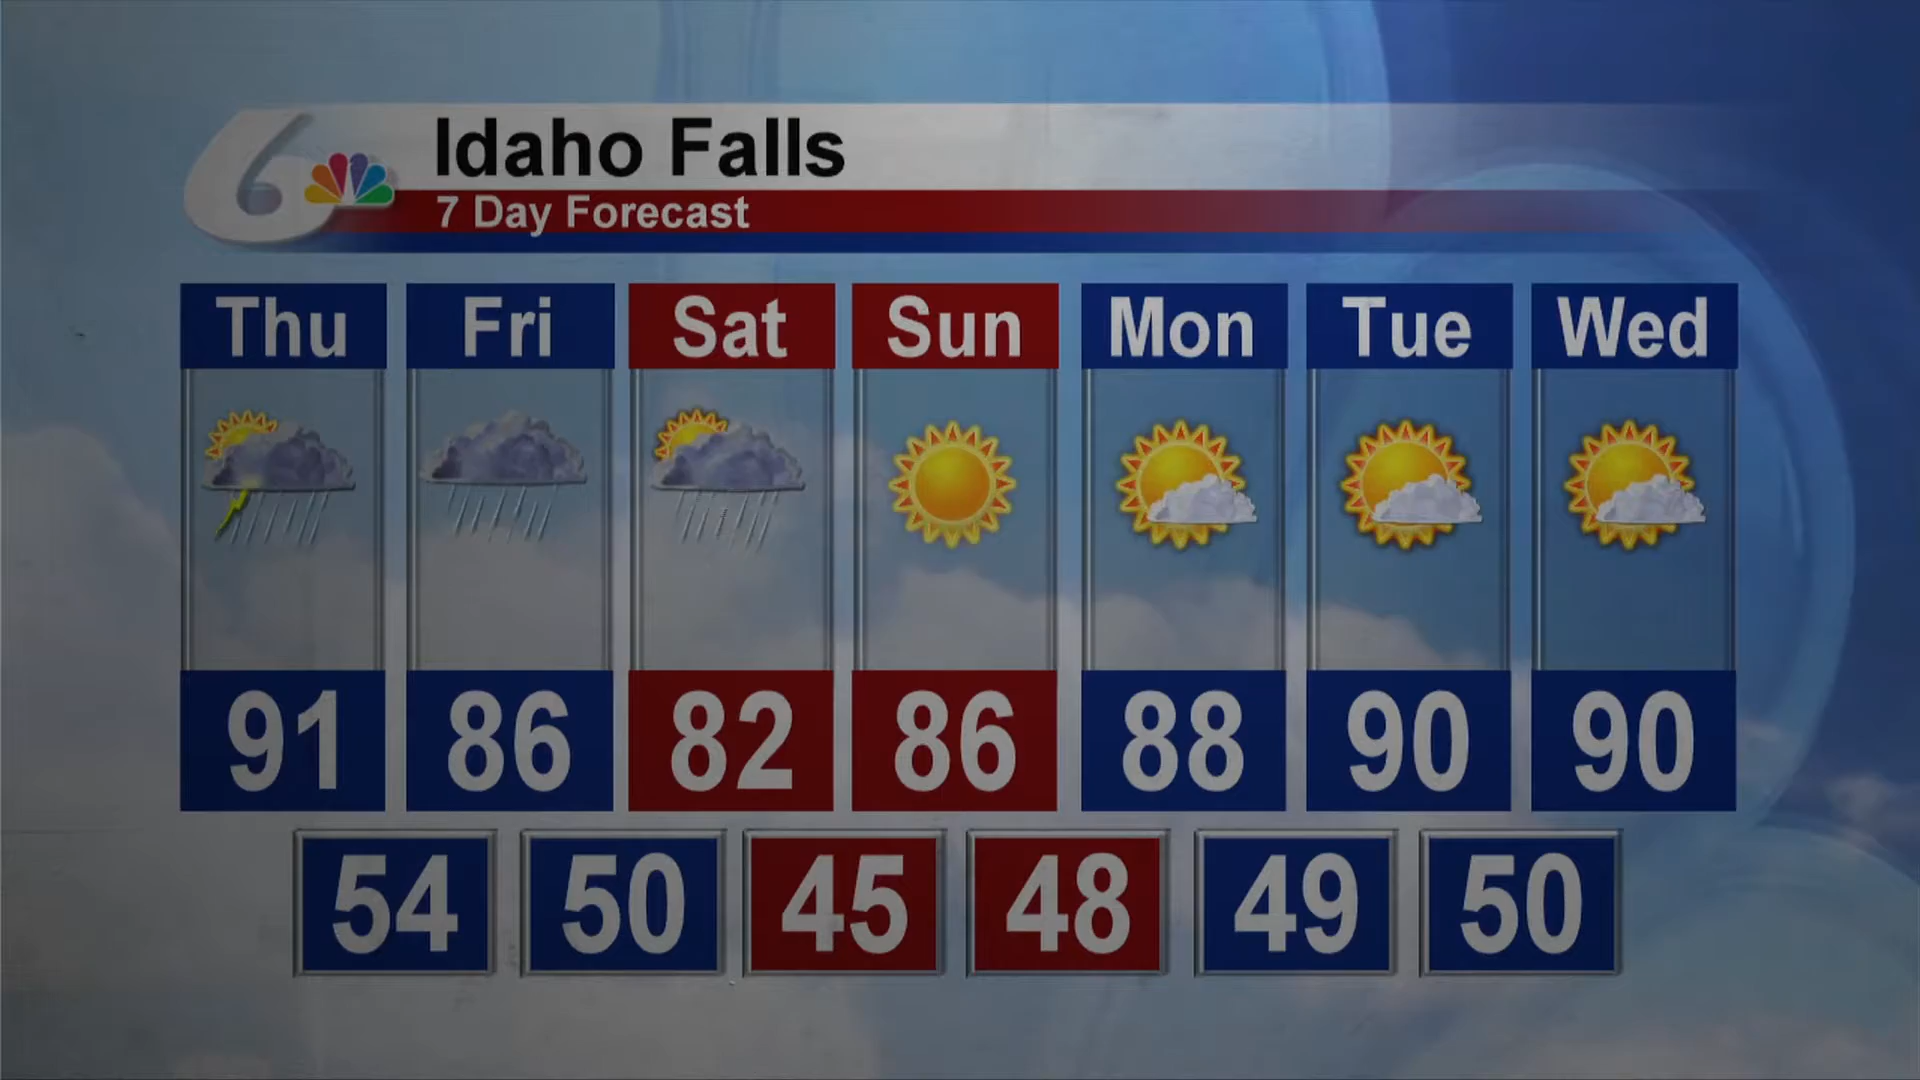 6
Idaho Falls
7 Day Forecast
Thu Fri Sat Sun Mon Tue Wed
91 86 82 86 88 90 90
54 50 45 48 49 50